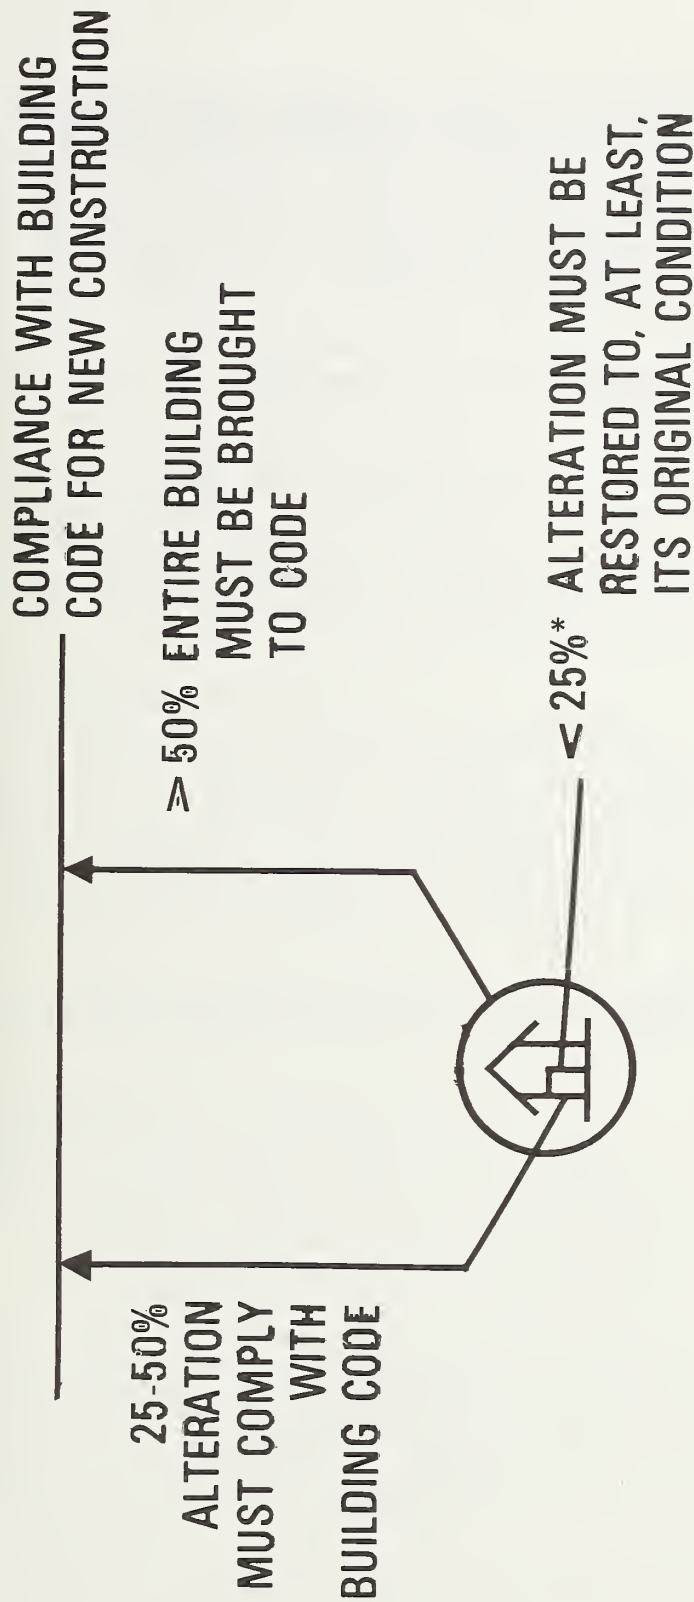 COMPLIANCE WITH BUILDING
CODE FOR NEW CONSTRUCTION
25-50%
ALTERATION
MUST COMPLY
WITH
BUILDING CODE
> 50% ENTIRE BUILDING
MUST BE BROUGHT
TO CODE
< 25%* ALTERATION MUST BE
RESTORED TO, AT LEAST,
ITS ORIGINAL CONDITION